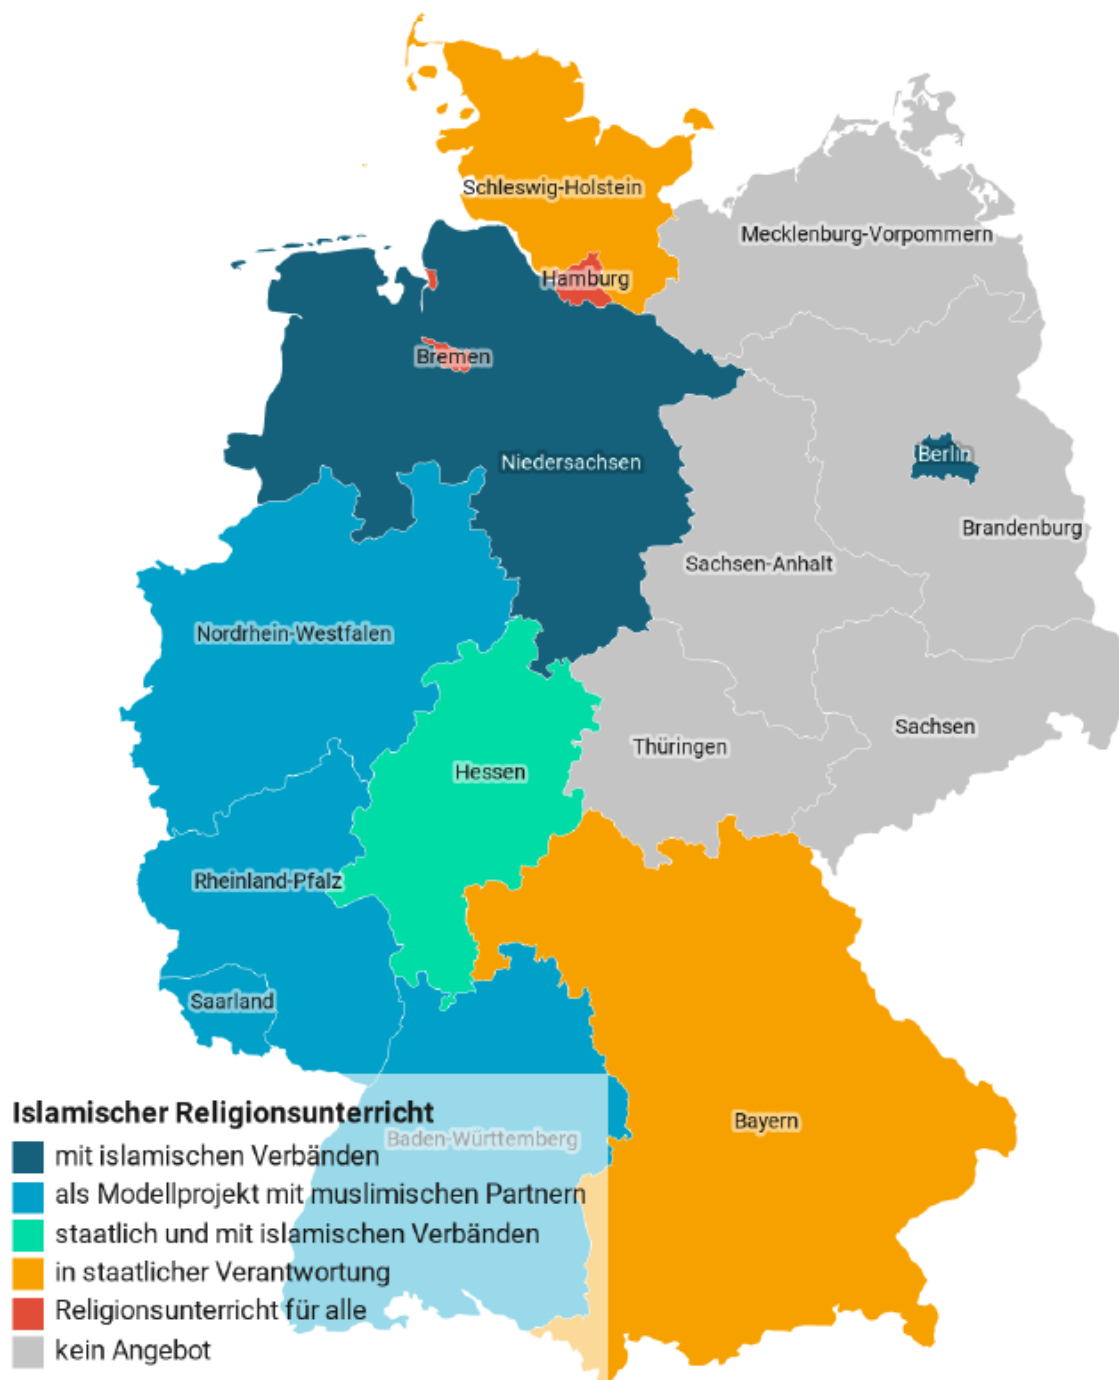 Schleswig-Holstein
Mecklenburg-Vorpommern
Hamburg
Bremen
Berlin
Niedersachsen
Brandenburg
Sachsen-Anhalt
Nordrhein-Westfalen
Sachsen
Thüringen
Hessen
Rheinland-Pfalz
Saarland
Islamischer Religionsunterricht
Bayern
Baden-Württemberg
mit islamischen Verbänden
als Modellprojekt mit muslimischen Partnern
staatlich und mit islamischen Verbänden
in staatlicher Verantwortung
Religionsunterricht für alle
kein Angebot